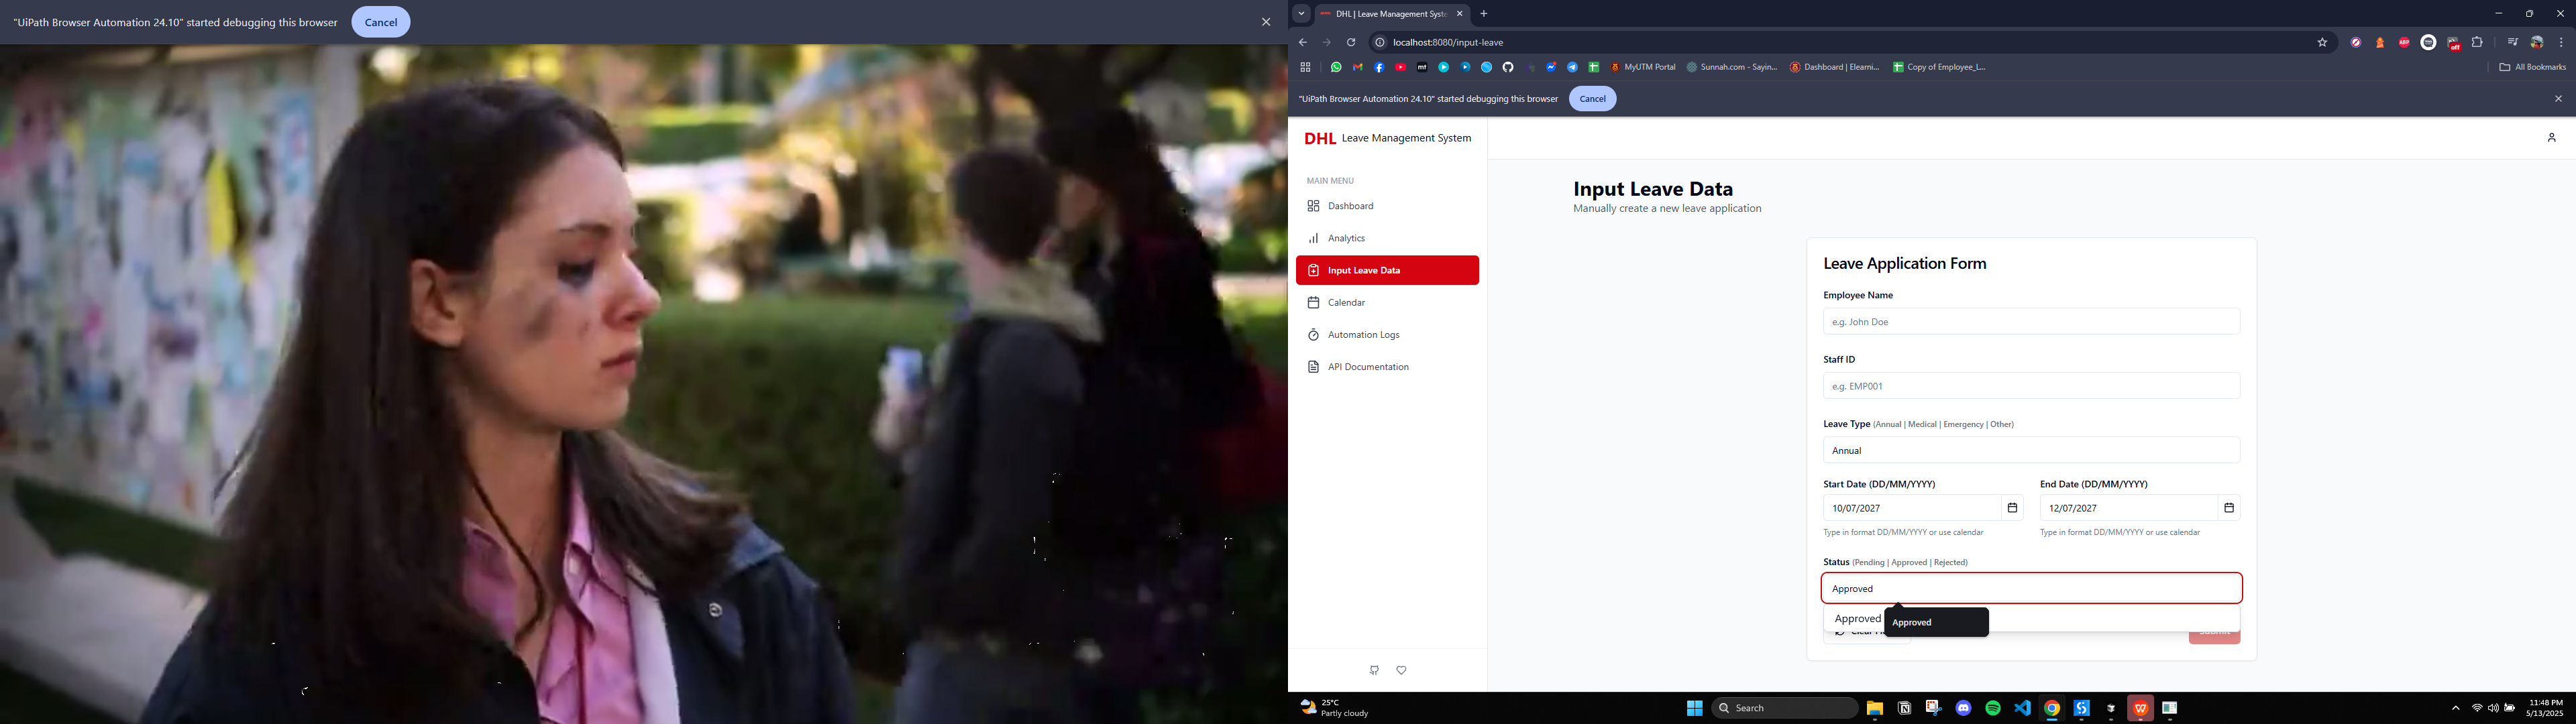 "UiPath Browser Automation 24.10" started debugging this browser
Cancel
DHL | Leave Management Syste
localhost:8080/input-leave
ABP
off
mt
MyUTM Portal
Sunnah.com - Sayin...
Dashboard | Elearni...
Copy of Employee_L...
All Bookmarks
"UiPath Browser Automation 24.10" started debugging this browser
Cancel
DHL Leave Management System
MAIN MENU
Dashboard
Analytics
Input Leave Data
Calendar
Automation Logs
API Documentation
Input Leave Data
Manually create a new leave application
Leave Application Form
Employee Name
e.g. John Doe
Staff ID
e.g. EMP001
Leave Type (Annual | Medical | Emergency | Other)
Annual
Start Date (DD/MM/YYYY)
End Date (DD/MM/YYYY)
10/07/2027
12/07/2027
Type in format DD/MM/YYYY or use calendar
Type in format DD/MM/YYYY or use calendar
Status (Pending | Approved | Rejected)
Approved
Approved
Approved
25°C
Partly cloudy
Search
11:48 PM
5/13/2025